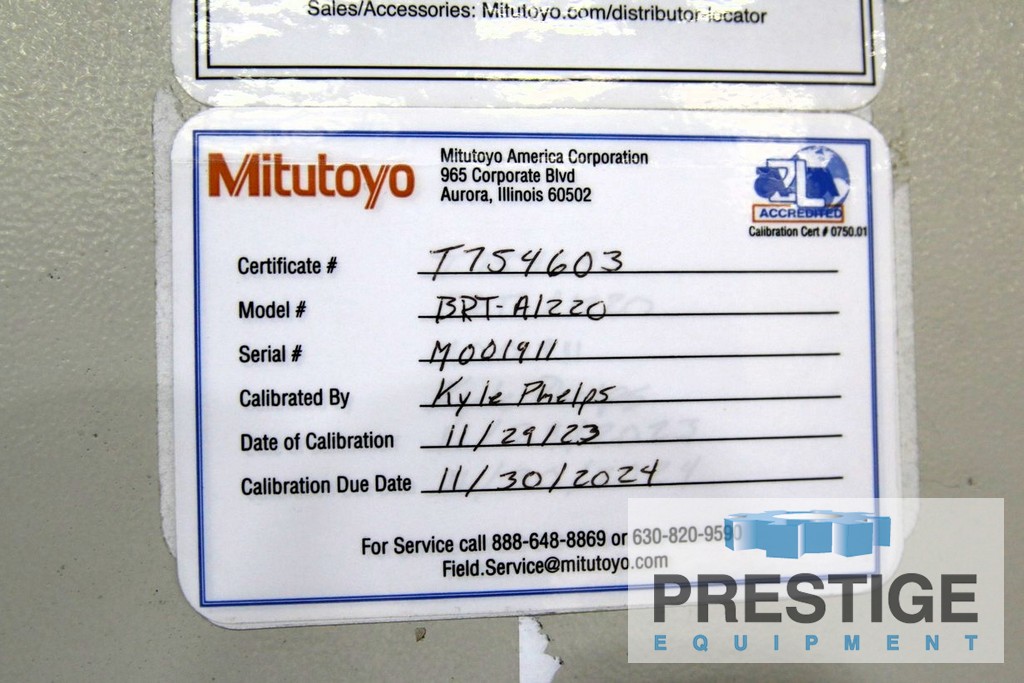 Sales/Accessories: Mitutoyo.com/distributor-locator
Mitutoyo
Mitutoyo America Corporation
965 Corporate Blvd
Aurora, Illinois 60502
A2LA
ACCREDITED
Calibration Cert # 0750.01
Certificate # T754603
Model # BRT-A1220
Serial # M001911
Calibrated By Kyle Phelps
Date of Calibration 11/29/23
Calibration Due Date 11/30/2024
For Service call 888-648-8869 or 630-820-9590
Field.Service@mitutoyo.com
PRESTIGE
EQUIPMENT